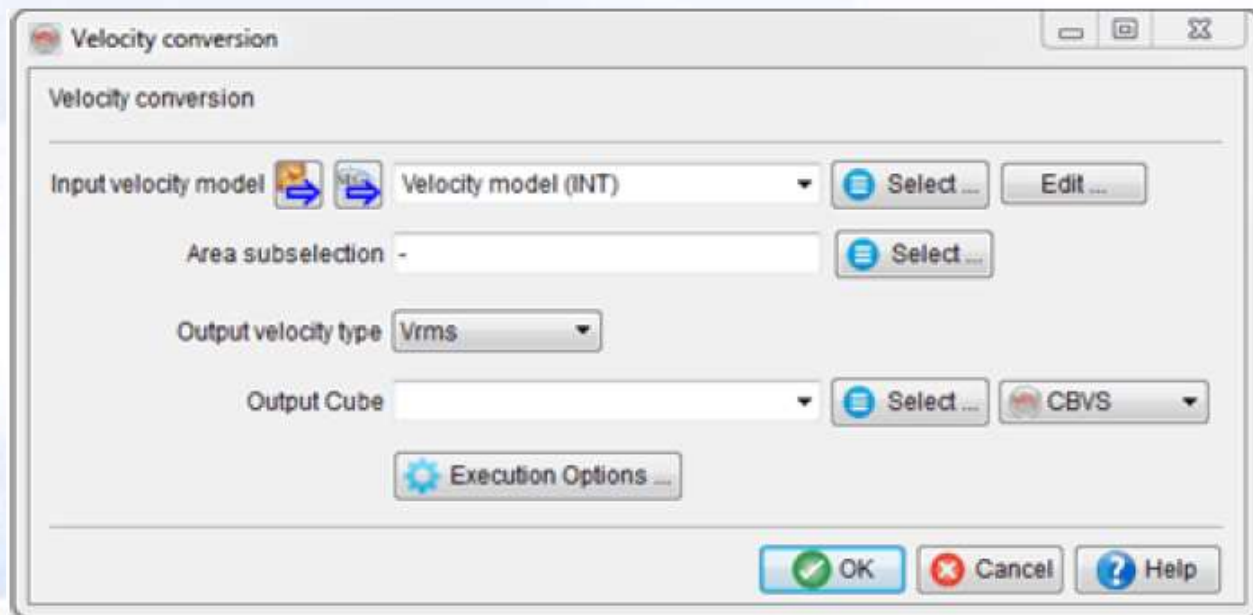 Velocity conversion
Velocity conversion
Input velocity model Velocity model (INT) Select ... Edit ...
Area subselection - Select ...
Output velocity type Vrms
Output Cube Select ... CBVS
Execution Options ...
OK Cancel Help